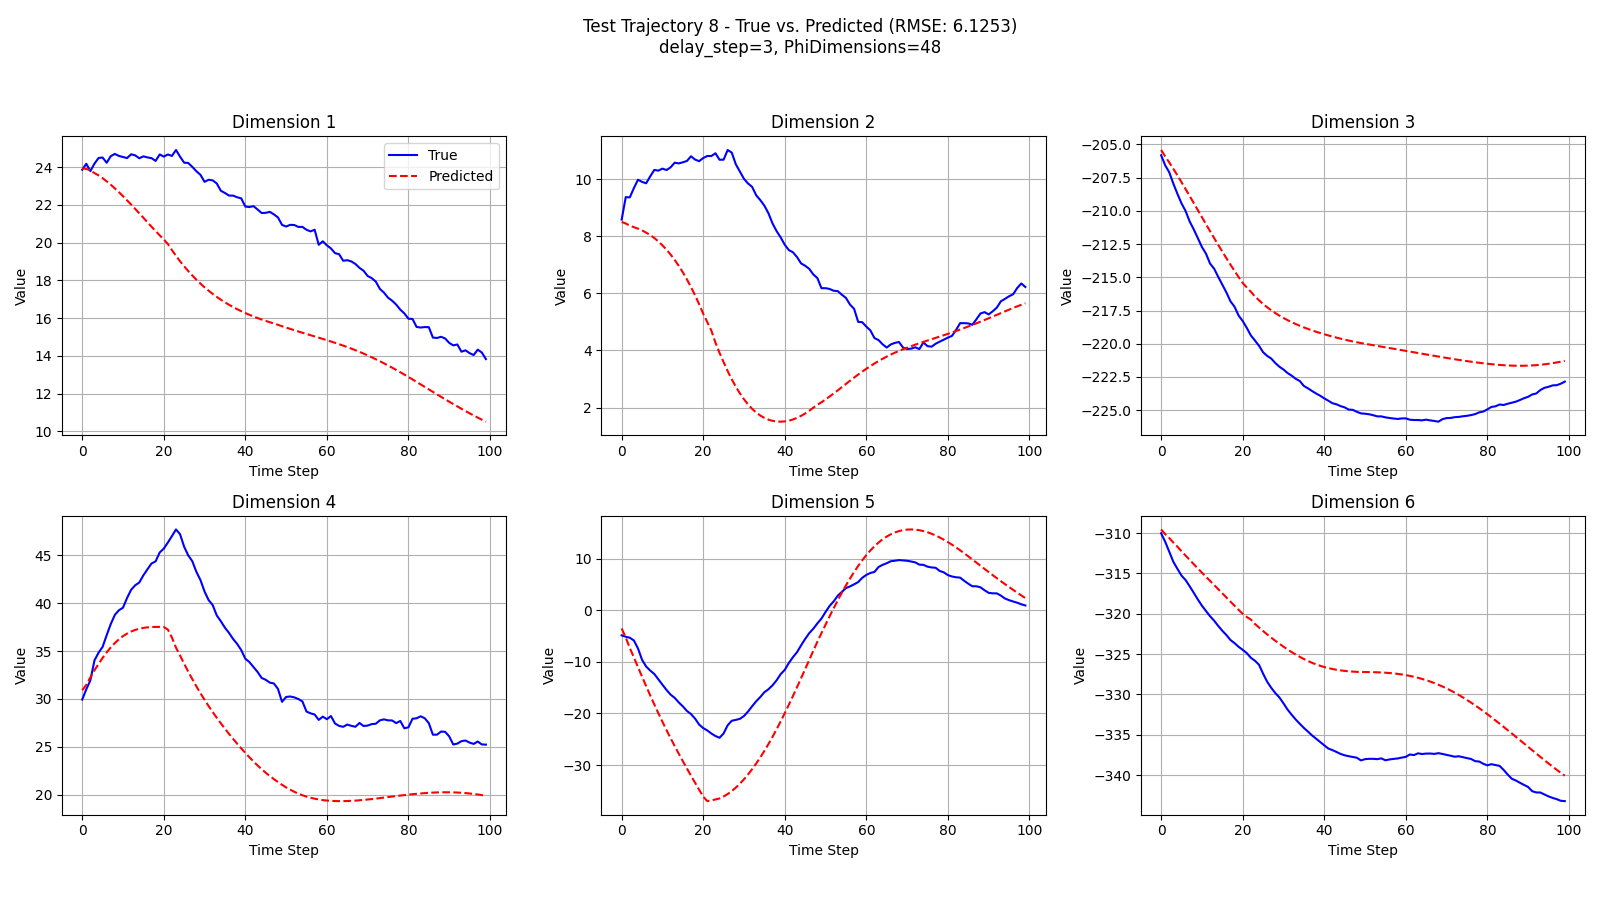 Test Trajectory 8 - True vs. Predicted (RMSE: 6.1253)
delay_step=3, PhiDimensions=48
Dimension 1
24
22
20
18
16
14
12
10
Value
0 20 40 60 80 100
Time Step
True
Predicted
Dimension 2
10
8
6
4
2
Value
0 20 40 60 80 100
Time Step
Dimension 3
−205.0
−207.5
−210.0
−212.5
−215.0
−217.5
−220.0
−222.5
−225.0
Value
0 20 40 60 80 100
Time Step
Dimension 4
45
40
35
30
25
20
Value
0 20 40 60 80 100
Time Step
Dimension 5
10
0
−10
−20
−30
Value
0 20 40 60 80 100
Time Step
Dimension 6
−310
−315
−320
−325
−330
−335
−340
Value
0 20 40 60 80 100
Time Step